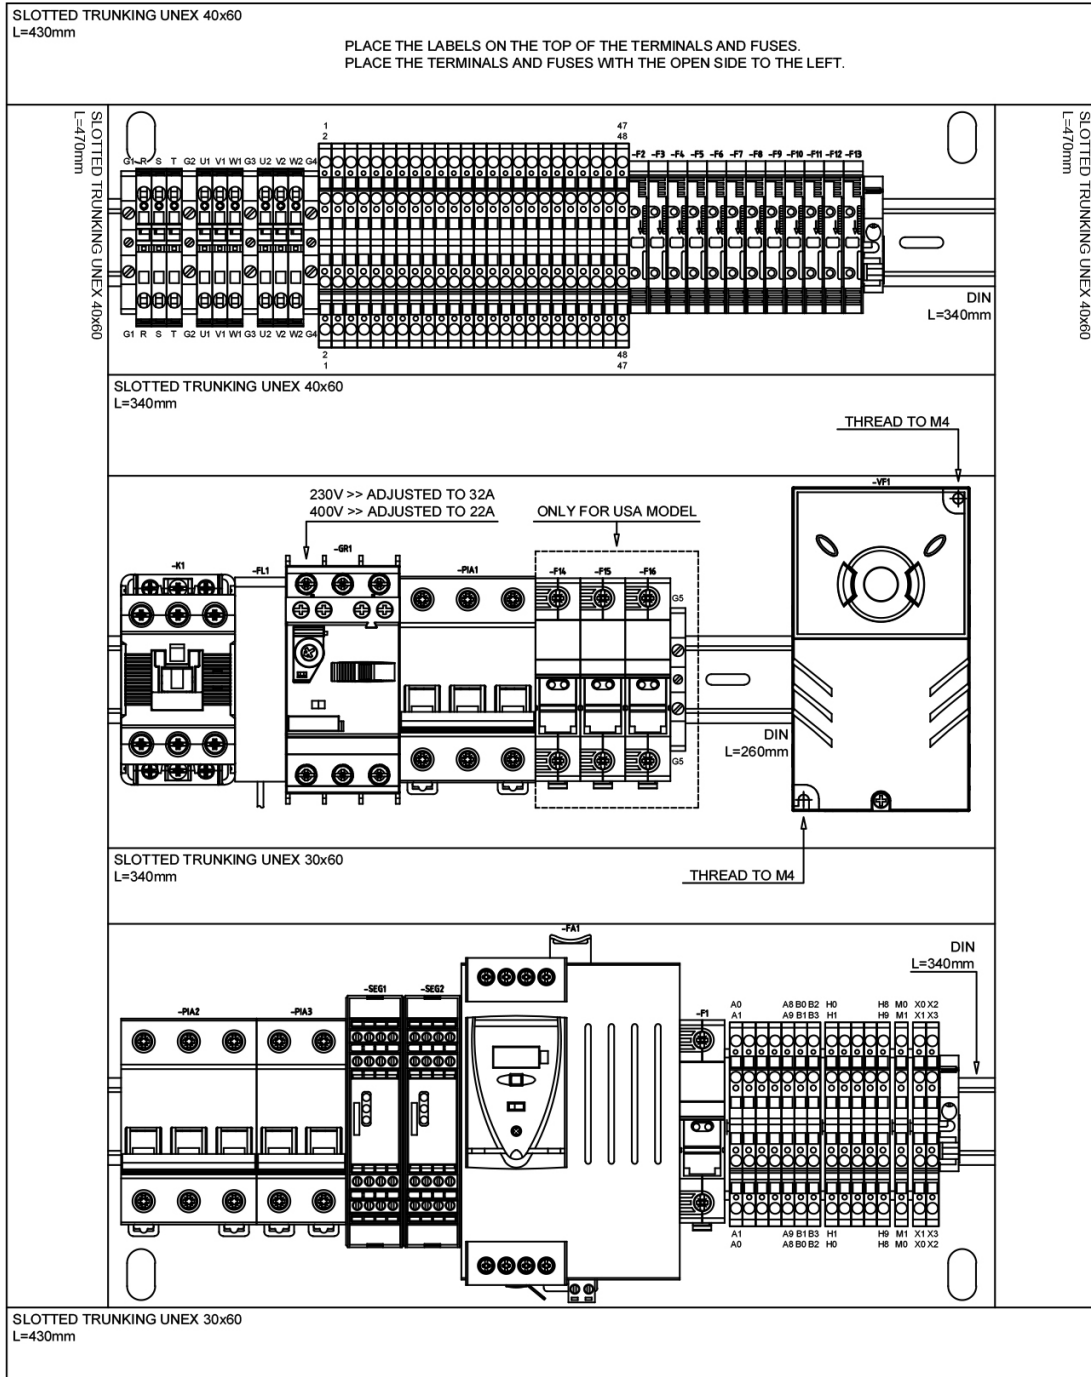 SLOTTED TRUNKING UNEX 40x60
L=430mm
PLACE THE LABELS ON THE TOP OF THE TERMINALS AND FUSES.
PLACE THE TERMINALS AND FUSES WITH THE OPEN SIDE TO THE LEFT.
SLOTTED TRUNKING UNEX 40x60
L=470mm
SLOTTED TRUNKING UNEX 40x60
L=470mm
1 47
2 48
G1 R S T G2 U1 V1 W1 G3 U2 V2 W2 G4
-F2 -F3 -F4 -F5 -F6 -F7 -F8 -F9 -F10 -F11 -F12 -F13
DIN
L=340mm
G1 R S T G2 U1 V1 W1 G3 U2 V2 W2 G4
2 48
1 47
SLOTTED TRUNKING UNEX 40x60
L=340mm
THREAD TO M4
230V >> ADJUSTED TO 32A
400V >> ADJUSTED TO 22A
ONLY FOR USA MODEL
-VF1
-K1 -FL1 -GR1 -PIA1 -F14 -F15 -F16
G5
DIN
L=260mm
G5
SLOTTED TRUNKING UNEX 30x60
L=340mm
THREAD TO M4
-FA1
DIN
L=340mm
-PIA2 -PIA3 -SEG1 -SEG2 -F1
A0 A8 B0 B2 H0 H8 M0 X0 X2
A1 A9 B1 B3 H1 H9 M1 X1 X3
A1 A9 B1 B3 H1 H9 M1 X1 X3
A0 A8 B0 B2 H0 H8 M0 X0 X2
SLOTTED TRUNKING UNEX 30x60
L=430mm